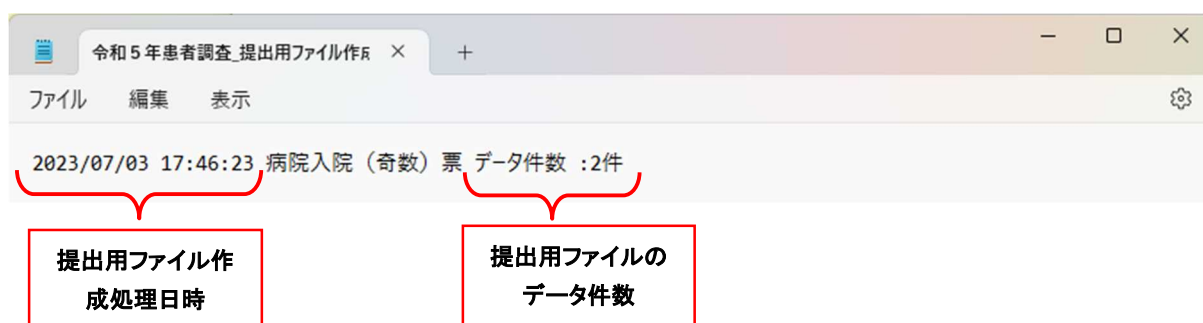 令和５年患者調査_提出用ファイル作
ファイル 編集 表示
2023/07/03 17:46:23 病院入院（奇数）票 データ件数 :2件
提出用ファイル作
成処理日時
提出用ファイルの
データ件数